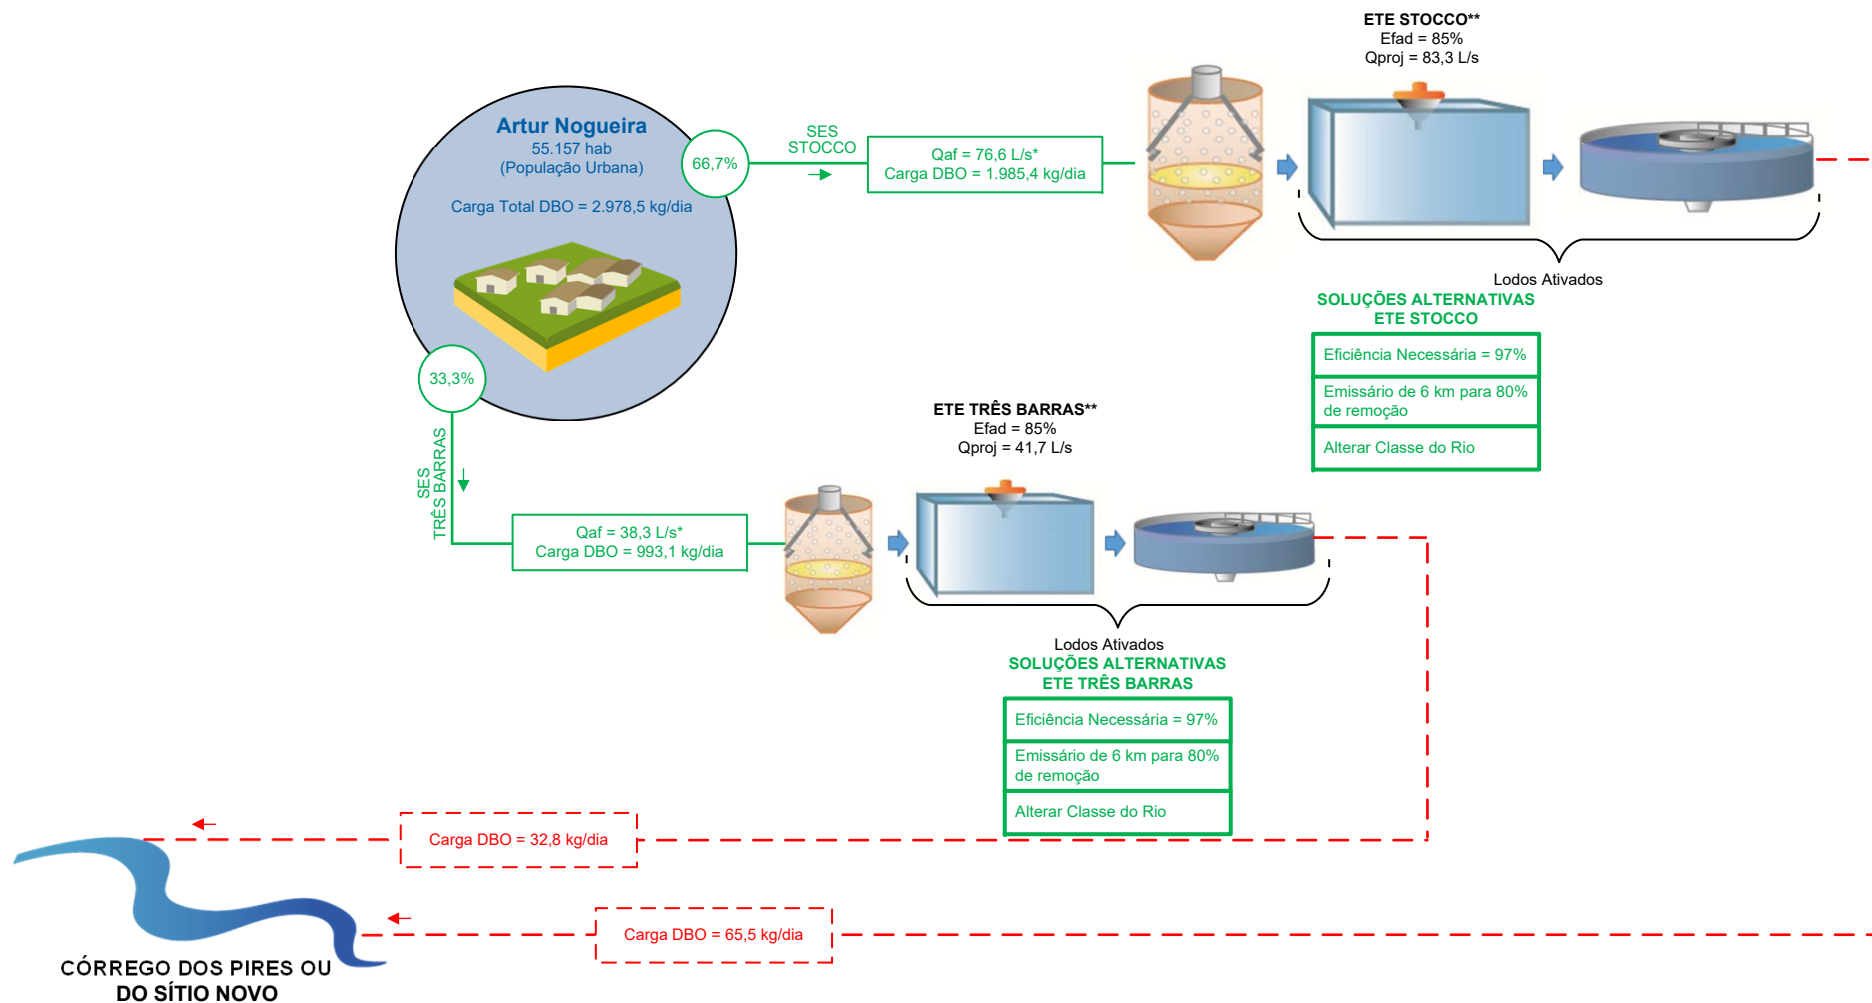 ETE STOCCO**
Efad = 85%
Qproj = 83,3 L/s
Artur Nogueira
55.157 hab
(População Urbana)
Carga Total DBO = 2.978,5 kg/dia
66,7%
SES
STOCCO
Qaf = 76,6 L/s*
Carga DBO = 1.985,4 kg/dia
Lodos Ativados
SOLUÇÕES ALTERNATIVAS
ETE STOCCO
Eficiência Necessária = 97%
Emissário de 6 km para 80%
de remoção
Alterar Classe do Rio
33,3%
SES
TRÊS BARRAS
ETE TRÊS BARRAS**
Efad = 85%
Qproj = 41,7 L/s
Qaf = 38,3 L/s*
Carga DBO = 993,1 kg/dia
Lodos Ativados
SOLUÇÕES ALTERNATIVAS
ETE TRÊS BARRAS
Eficiência Necessária = 97%
Emissário de 6 km para 80%
de remoção
Alterar Classe do Rio
Carga DBO = 32,8 kg/dia
Carga DBO = 65,5 kg/dia
CÓRREGO DOS PIRES OU
DO SÍTIO NOVO